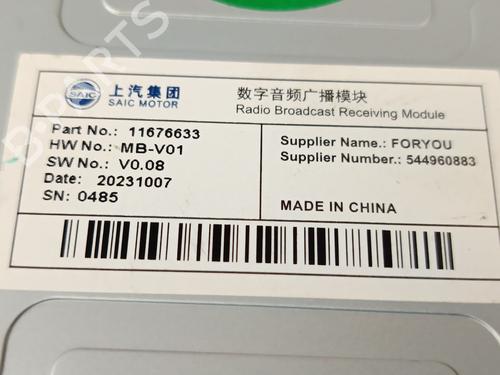 SAIC
上汽集团
SAIC MOTOR
数字音频广播模块
Radio Broadcast Receiving Module
Part No.: 11676633
HW No.: MB-V01
SW No.: V0.08
Date: 20231007
SN: 0485
Supplier Name.: FORYOU
Supplier Number.: 544960883
MADE IN CHINA
B-PARTS